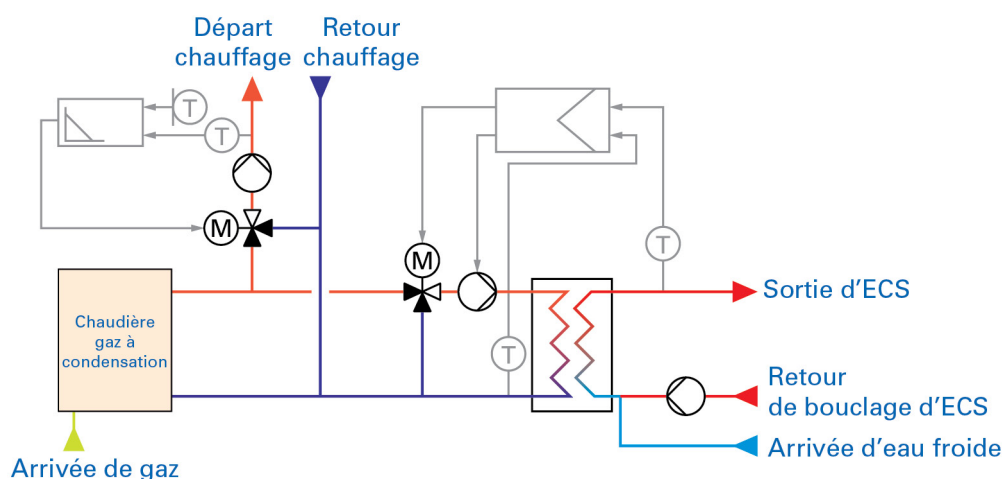 Départ
chauffage
Retour
chauffage
T
T
M
M
T
T
Chaudière
gaz à
condensation
Sortie d’ECS
Retour
de bouclage d’ECS
Arrivée d’eau froide
Arrivée de gaz